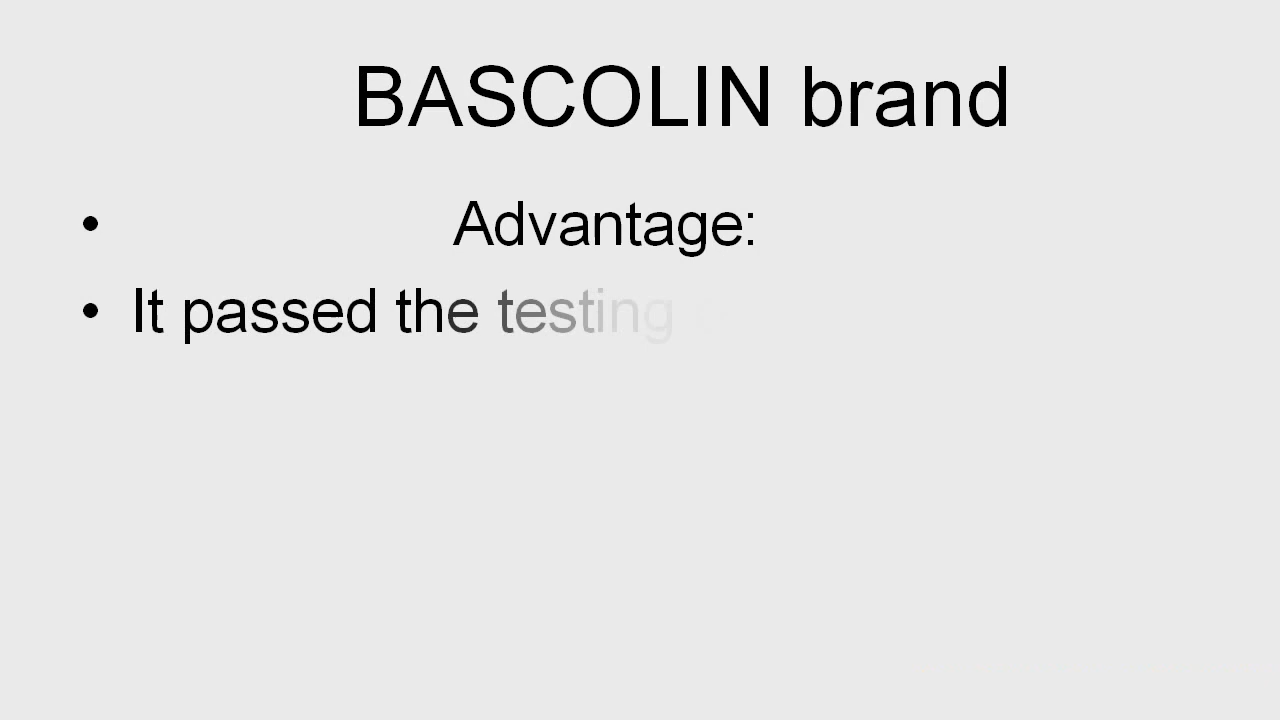 BASCOLIN brand
• Advantage:
• It passed the testing